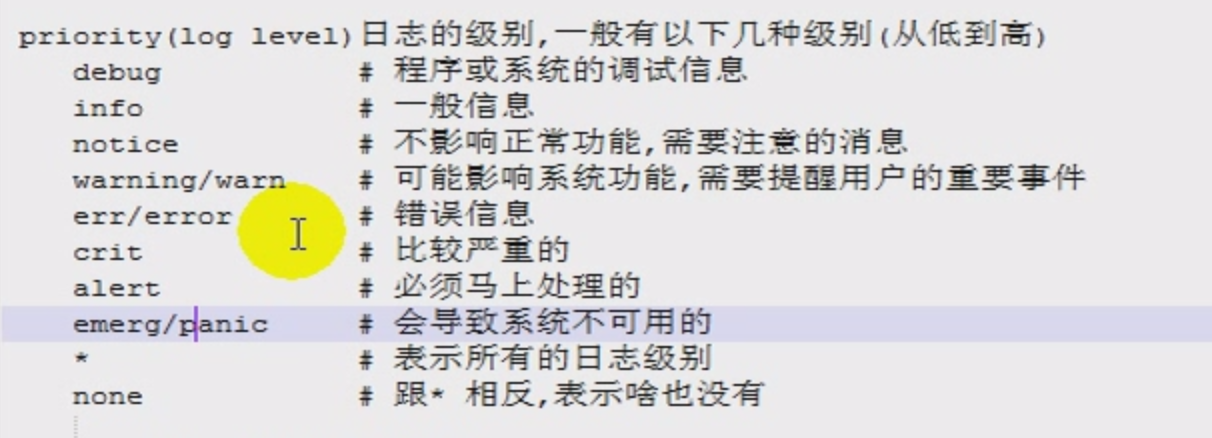 priority(log level)日志的级别,一般有以下几种级别(从低到高)
debug # 程序或系统的调试信息
info # 一般信息
notice # 不影响正常功能,需要注意的消息
warning/warn # 可能影响系统功能,需要提醒用户的重要事件
err/error # 错误信息
crit # 比较严重的
alert # 必须马上处理的
emerg/panic # 会导致系统不可用的
* # 表示所有的日志级别
none # 跟* 相反,表示啥也没有